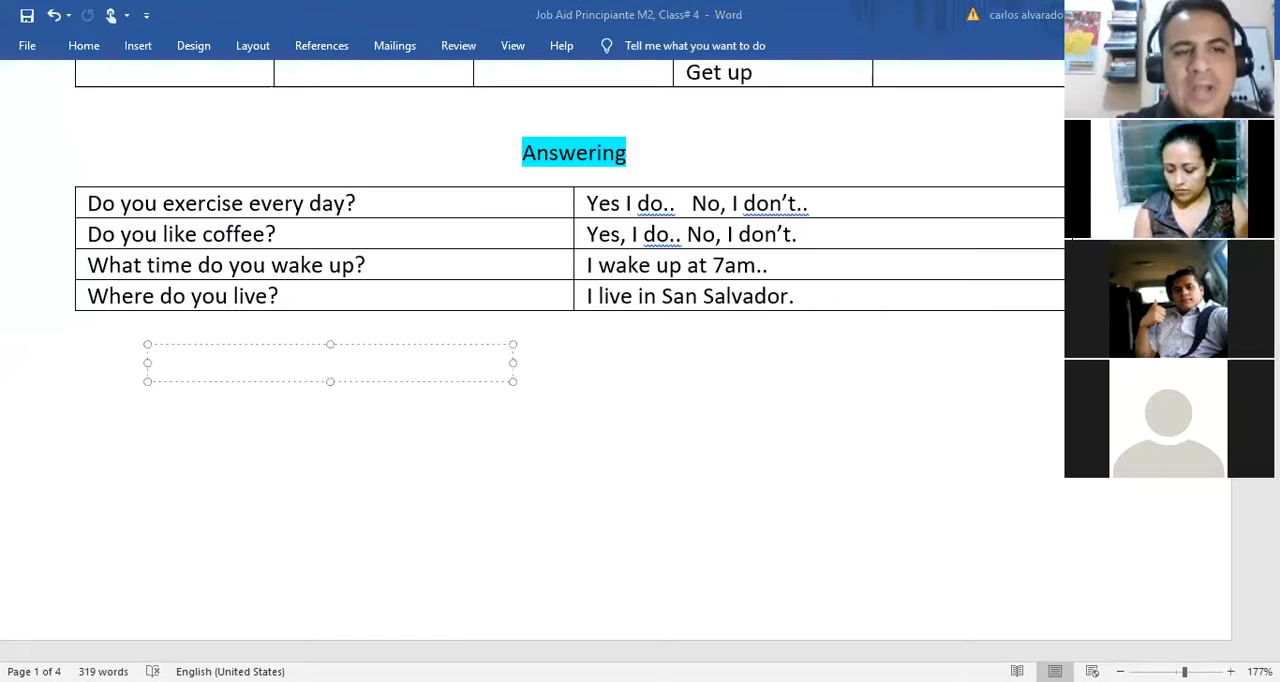 Job Aid Principiante M2, Class# 4 - Word
carlos alvarado
File Home Insert Design Layout References Mailings Review View Help Tell me what you want to do
Get up
Answering
Do you exercise every day? Yes I do.. No, I don't..
Do you like coffee? Yes, I do.. No, I don't.
What time do you wake up? I wake up at 7am..
Where do you live? I live in San Salvador.
Page 1 of 4 319 words English (United States) 177%